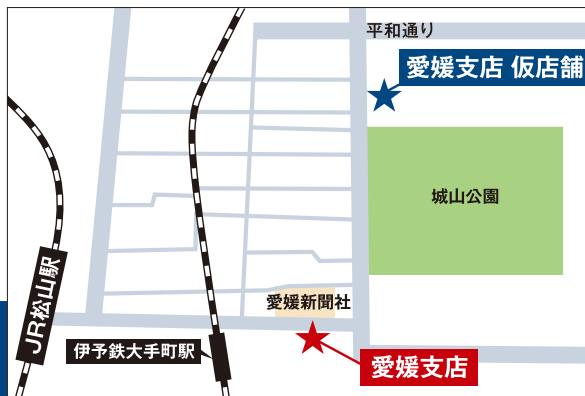 平和通り
愛媛支店 仮店舗
城山公園
JR松山駅
愛媛新聞社
伊予鉄大手町駅
愛媛支店